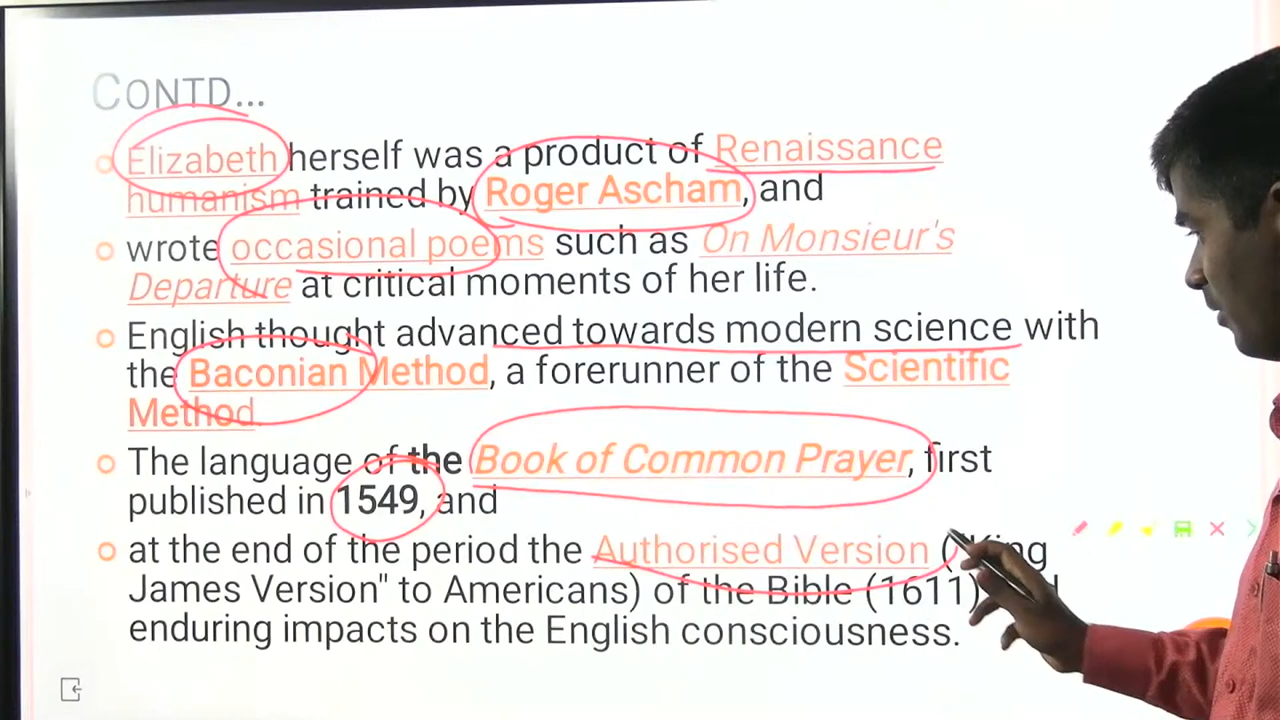 CONTD...
Elizabeth herself was a product of Renaissance
humanism trained by Roger Ascham, and
wrote occasional poems such as On Monsieur's
Departure at critical moments of her life.
English thought advanced towards modern science with
the Baconian Method, a forerunner of the Scientific
Method.
The language of the Book of Common Prayer, first
published in 1549, and
at the end of the period the Authorised Version ("King
James Version" to Americans) of the Bible (1611)
enduring impacts on the English consciousness.